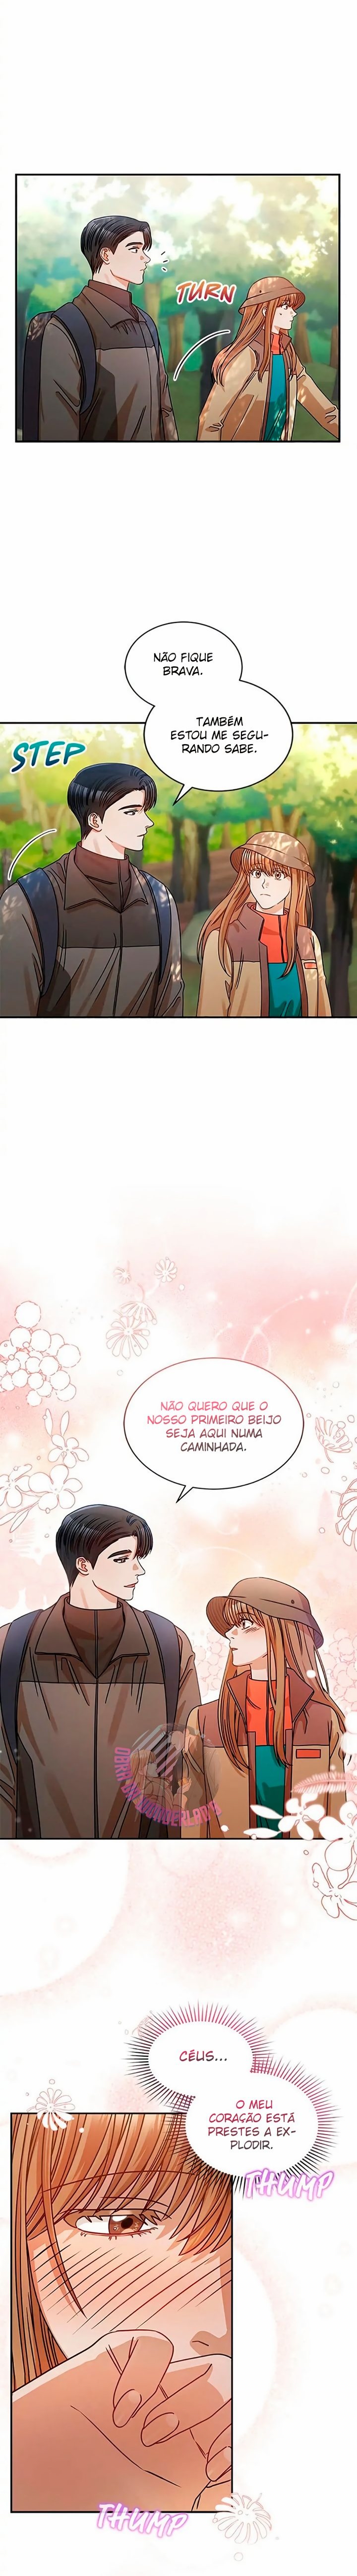 TURN
NÃO FIQUE
BRAVA.
TAMBÉM
ESTOU ME SEGU-
RANDO SABE.
STEP
NÃO QUERO QUE O
NOSSO PRIMEIRO BEIJO
SEJA AQUI NUMA
CAMINHADA.
CÉUS...
O MEU
CORAÇÃO ESTÁ
PRESTES A EX-
PLODIR.
THUMP
THUMP